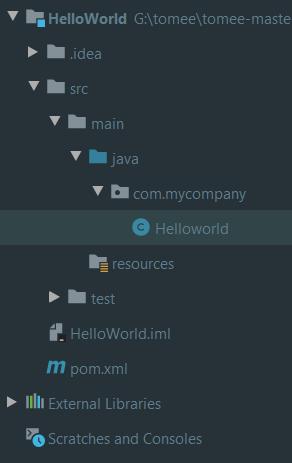 HelloWorld G:\tomee\tomee-maste
.idea
src
main
java
com.mycompany
C Helloworld
resources
test
HelloWorld.iml
m pom.xml
External Libraries
Scratches and Consoles